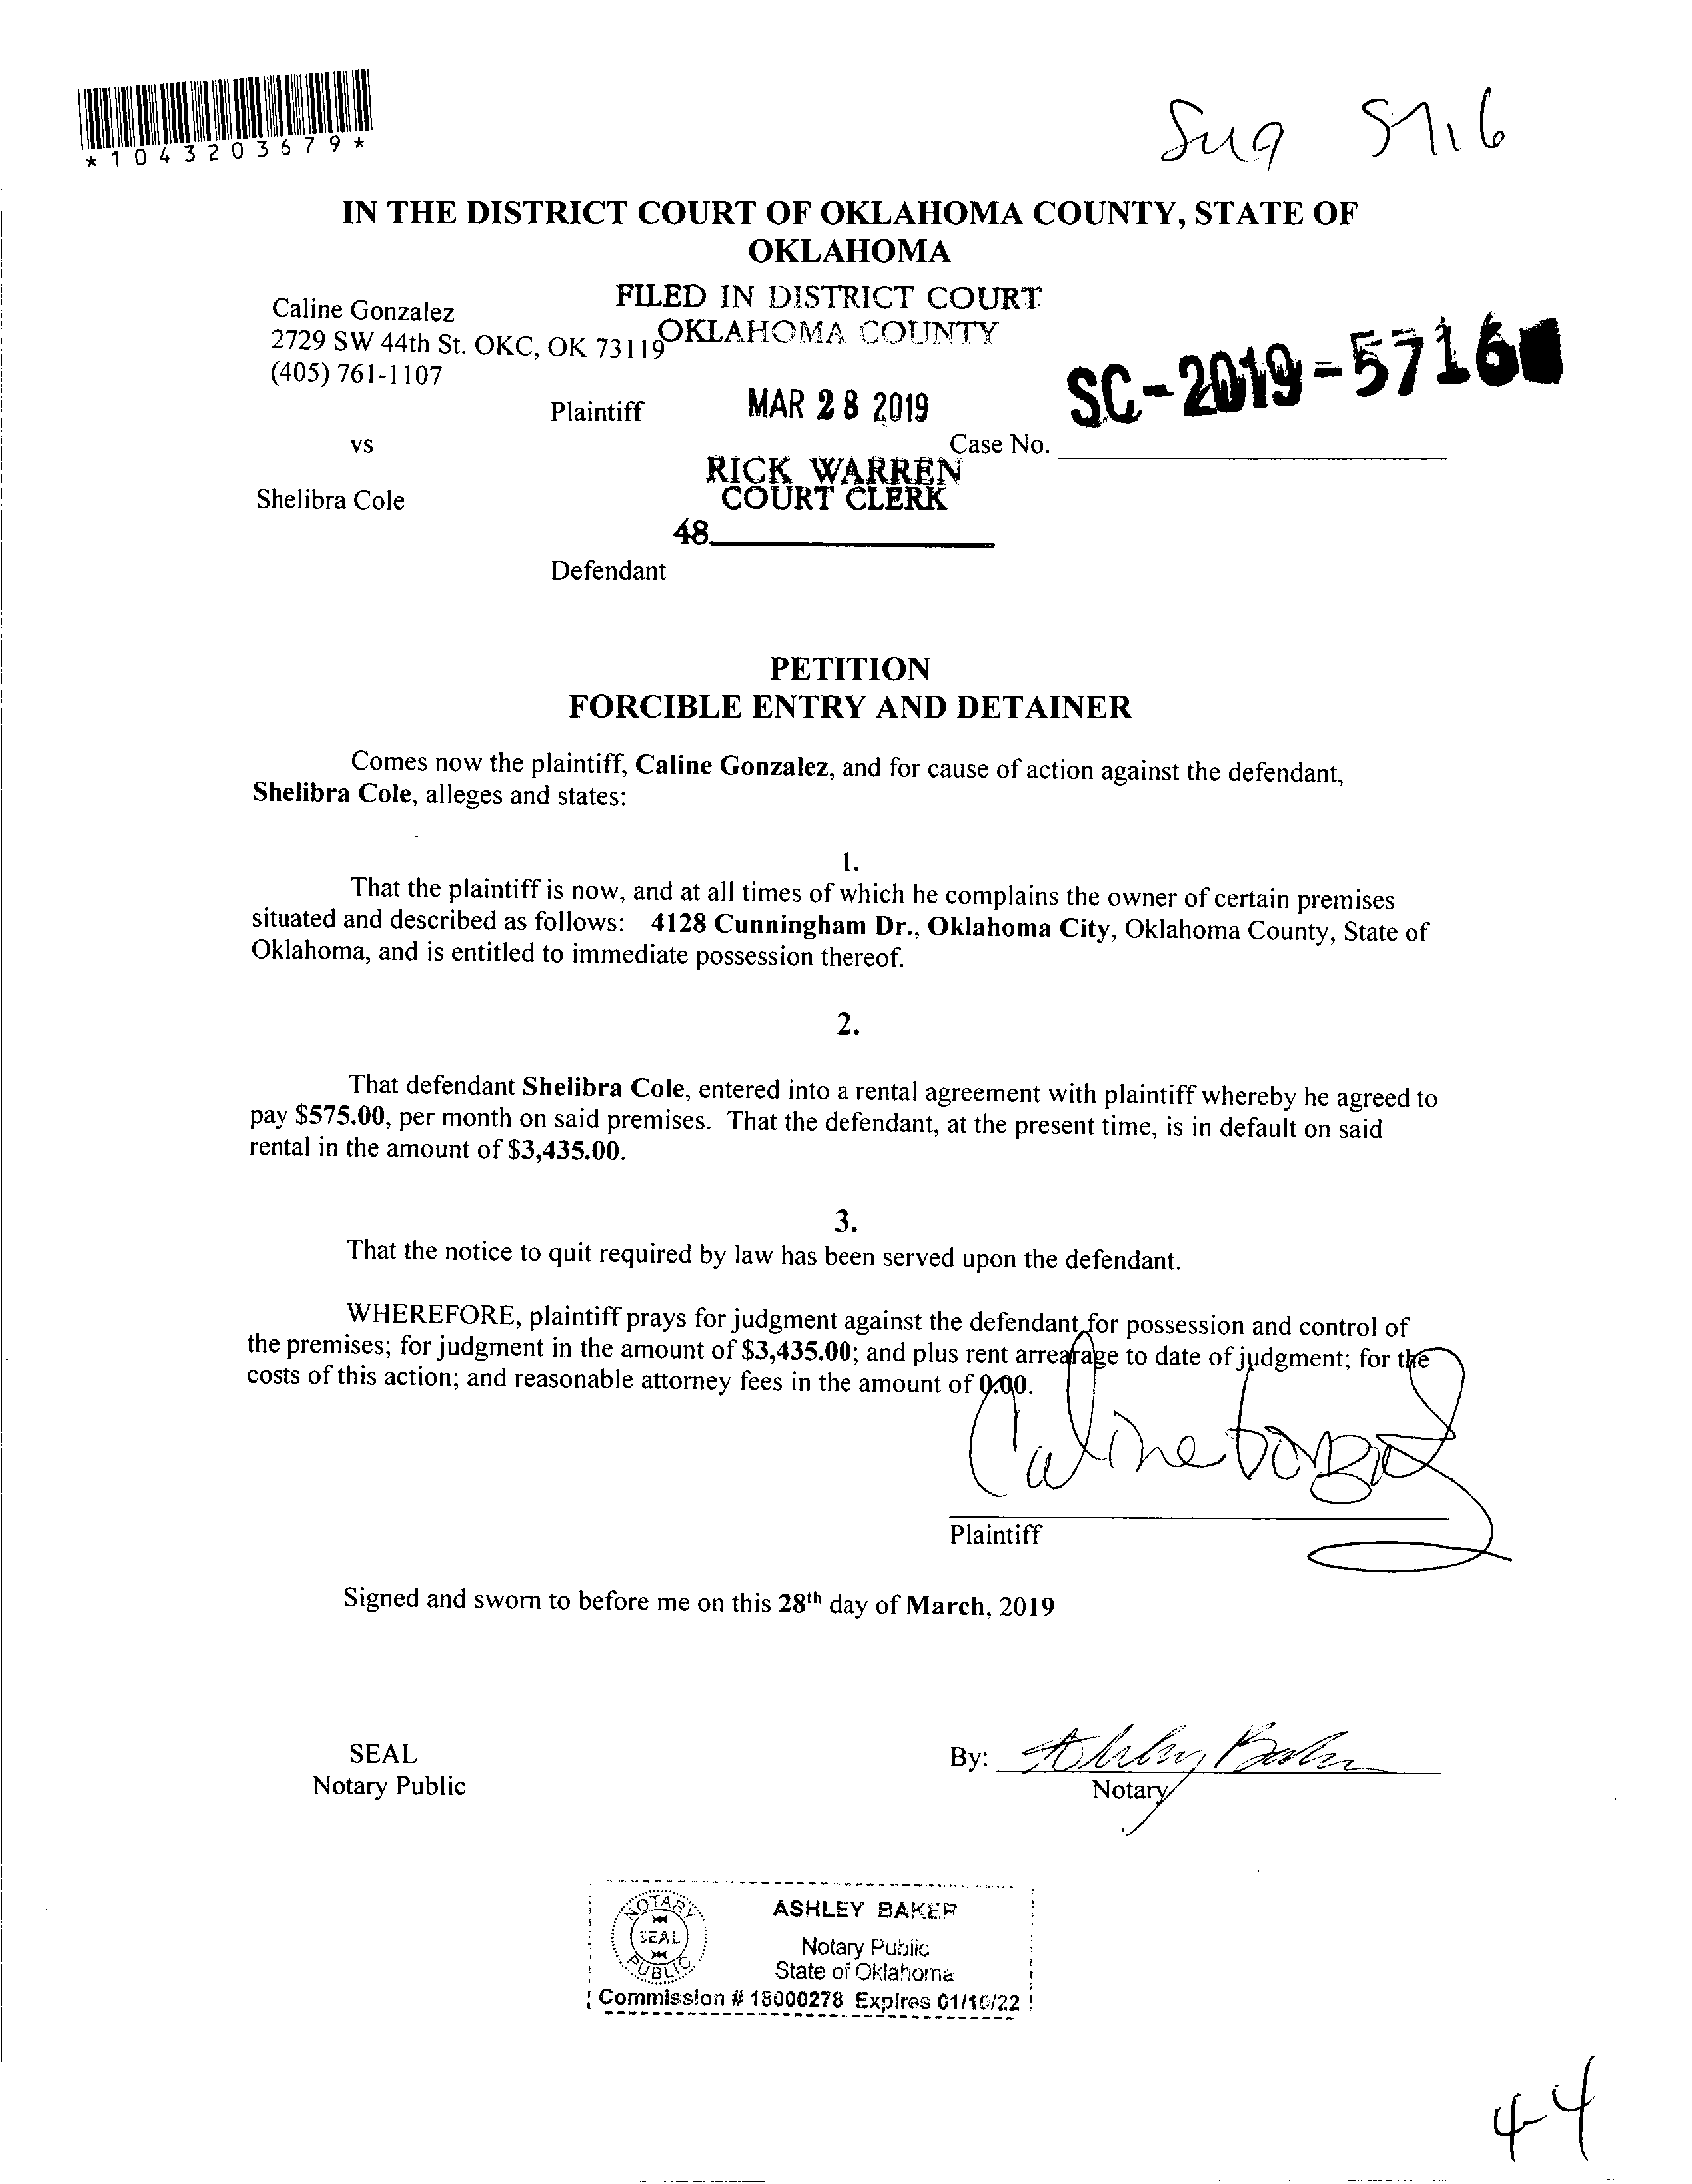 *1043203679*
5716
IN THE DISTRICT COURT OF OKLAHOMA COUNTY, STATE OF
OKLAHOMA
FILED IN DISTRICT COURT
OKLAHOMA COUNTY
Caline Gonzalez
2729 SW 44th St. OKC, OK 73119
(405) 761-1107
Plaintiff
MAR 28 2019
SC-2019-5716
vs
Case No.
RICK WARREN
COURT CLERK
Shelibra Cole
48
Defendant
PETITION
FORCIBLE ENTRY AND DETAINER
Comes now the plaintiff, Caline Gonzalez, and for cause of action against the defendant,
Shelibra Cole, alleges and states:
1.
That the plaintiff is now, and at all times of which he complains the owner of certain premises
situated and described as follows: 4128 Cunningham Dr., Oklahoma City, Oklahoma County, State of
Oklahoma, and is entitled to immediate possession thereof.
2.
That defendant Shelibra Cole, entered into a rental agreement with plaintiff whereby he agreed to
pay $575.00, per month on said premises. That the defendant, at the present time, is in default on said
rental in the amount of $3,435.00.
3.
That the notice to quit required by law has been served upon the defendant.
WHEREFORE, plaintiff prays for judgment against the defendant for possession and control of
the premises; for judgment in the amount of $3,435.00; and plus rent arrearage to date of judgment; for the
costs of this action; and reasonable attorney fees in the amount of 0.00.
Plaintiff
Signed and sworn to before me on this 28th day of March, 2019
SEAL
Notary Public
By: Ashley Baker
Notary
NOTARY
SEAL
PUBLIC
ASHLEY BAKER
Notary Public
State of Oklahoma
Commission # 18000278 Expires 01/16/22
4-4